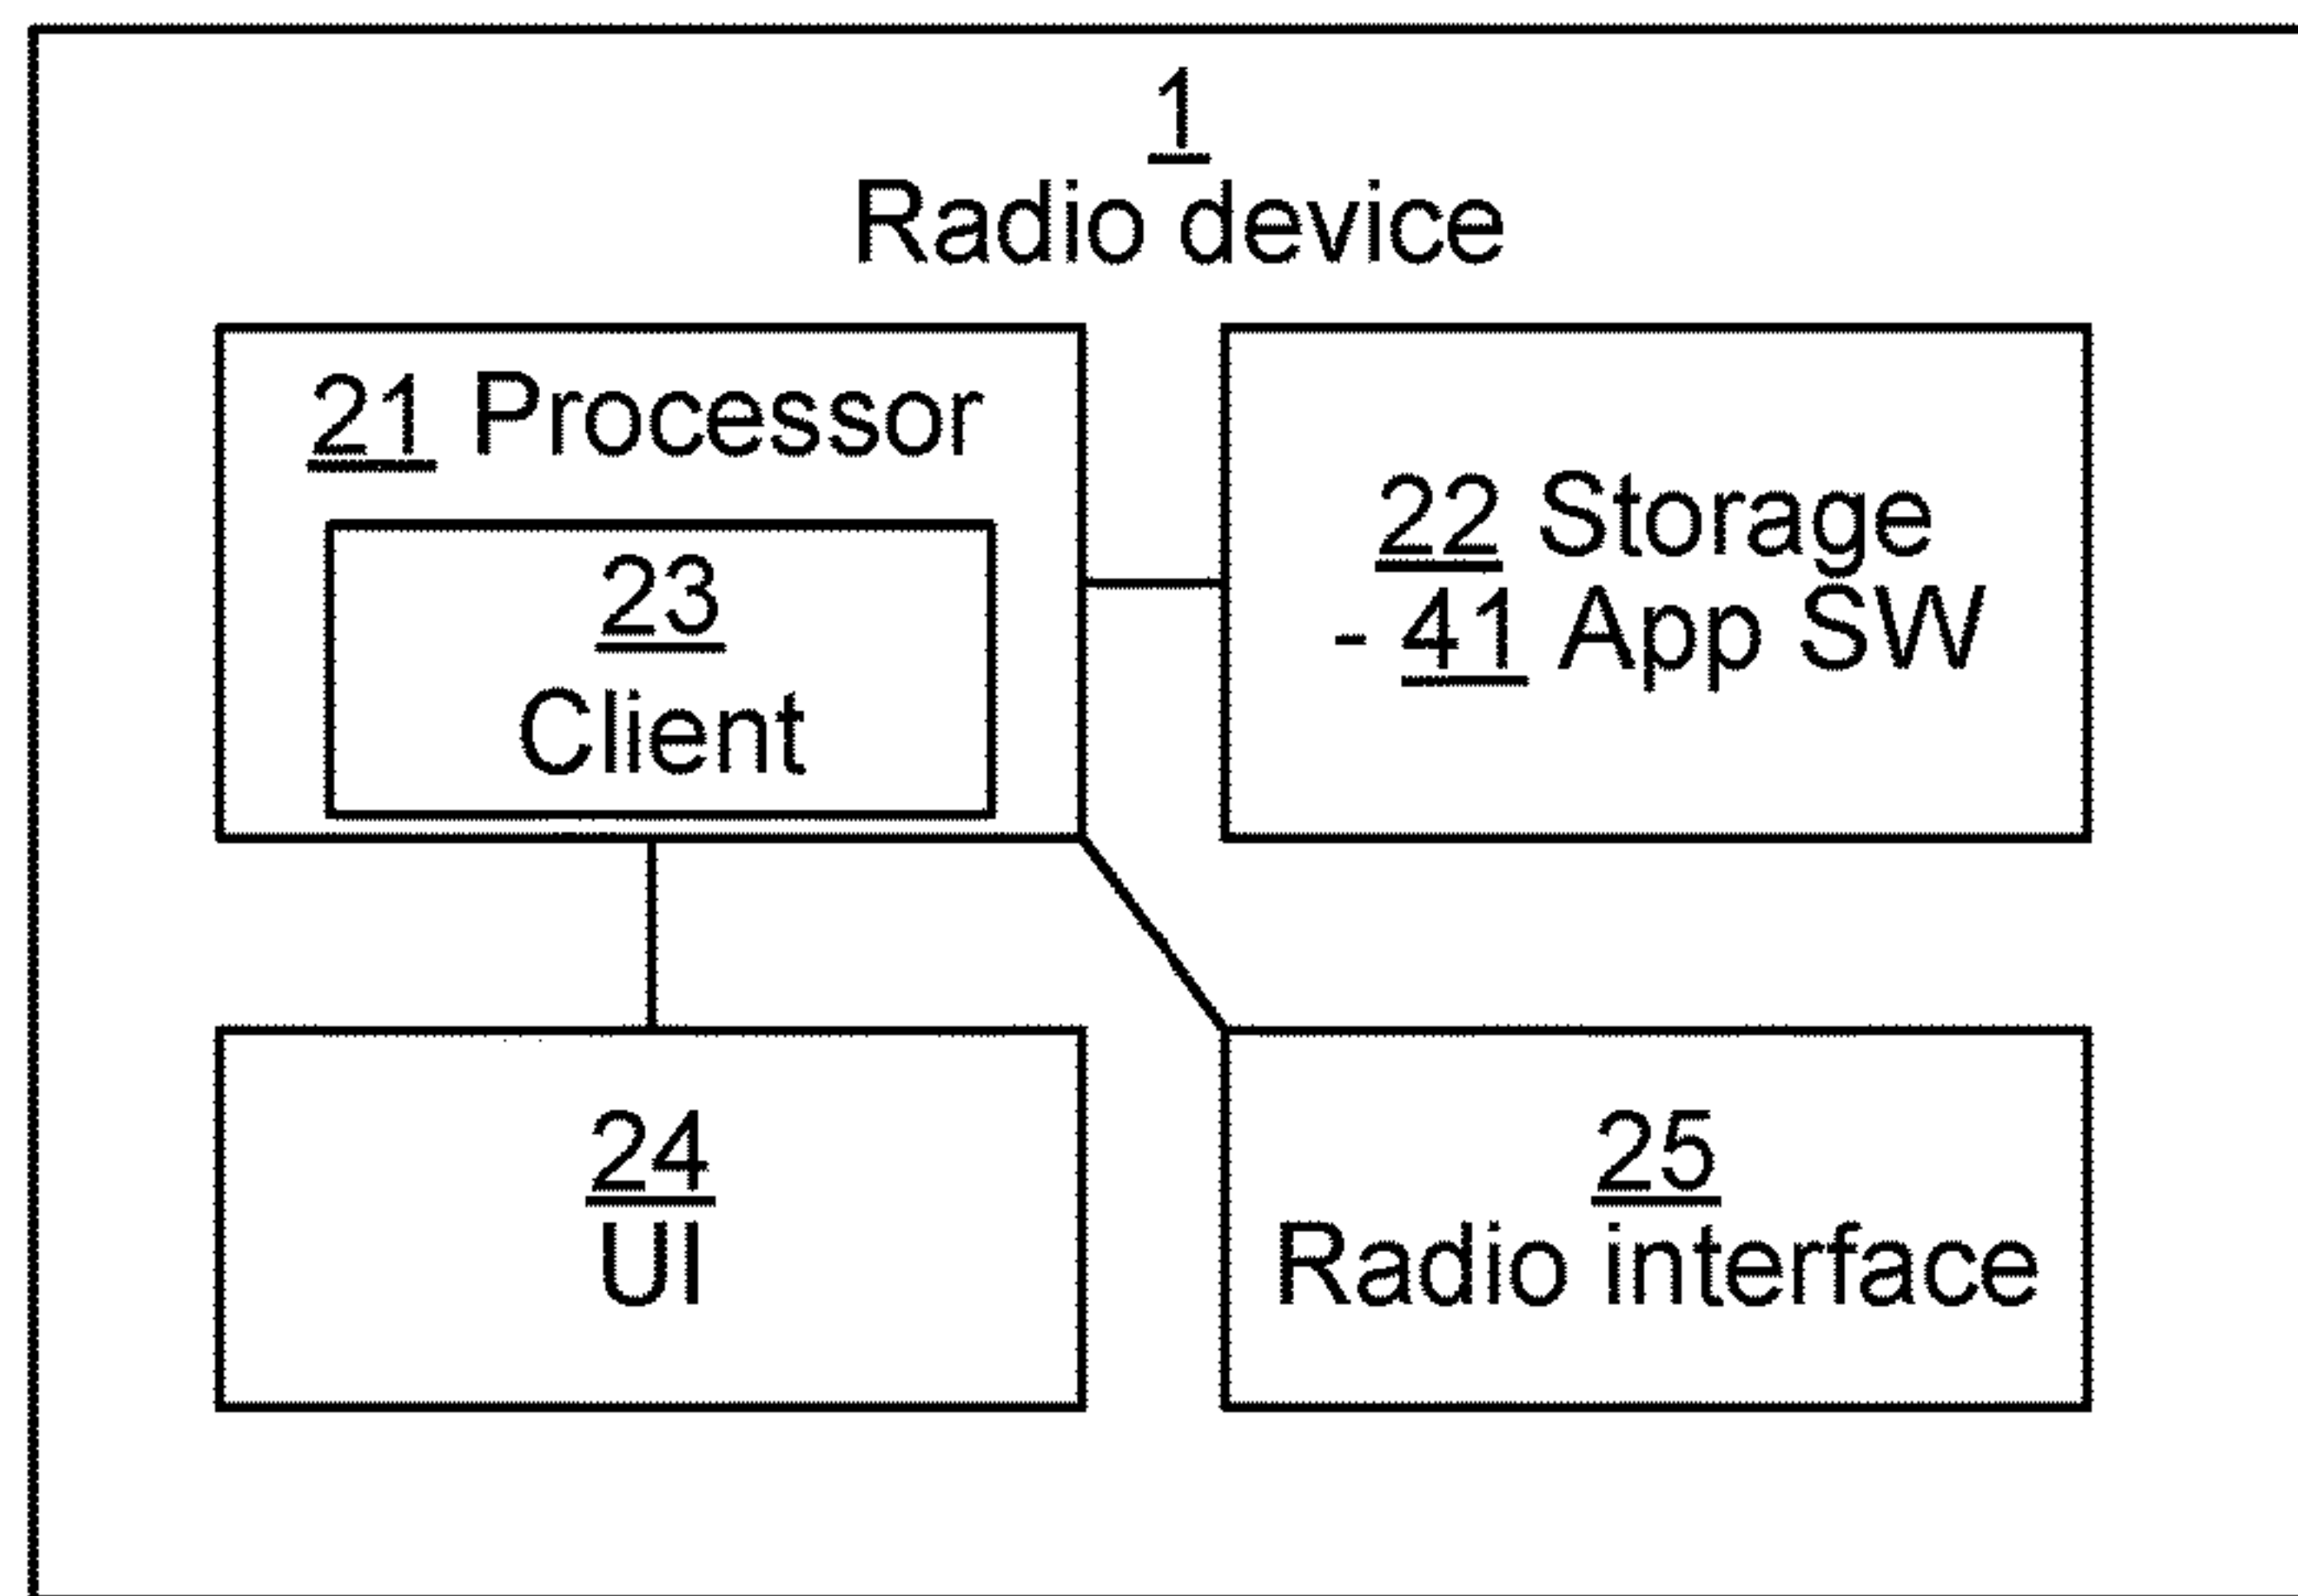 1
Radio device
21 Processor
23
Client
22 Storage
- 41 App SW
24
UI
25
Radio interface